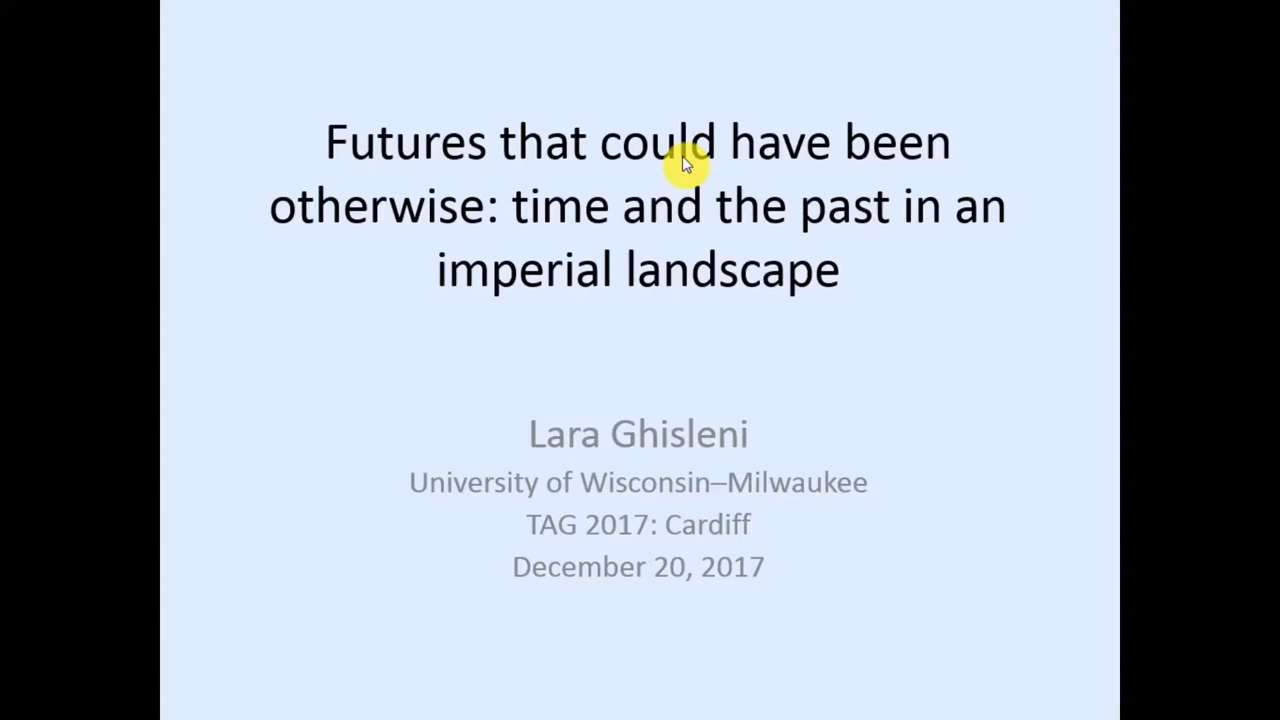 Futures that could have been
otherwise: time and the past in an
imperial landscape
Lara Ghisleni
University of Wisconsin–Milwaukee
TAG 2017: Cardiff
December 20, 2017